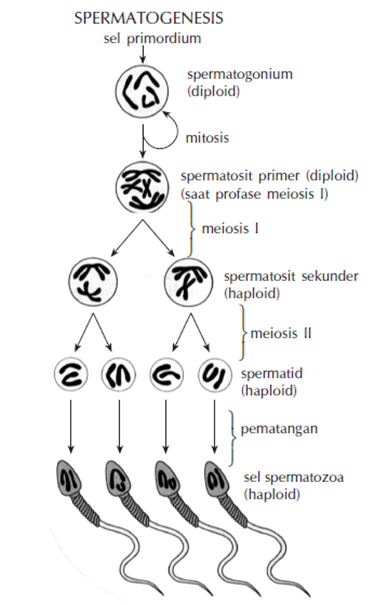 SPERMATOGENESIS
sel primordium
spermatogonium
(diploid)
mitosis
spermatosit primer (diploid)
(saat profase meiosis I)
meiosis I
spermatosit sekunder
(haploid)
meiosis II
spermatid
(haploid)
pematangan
sel spermatozoa
(haploid)